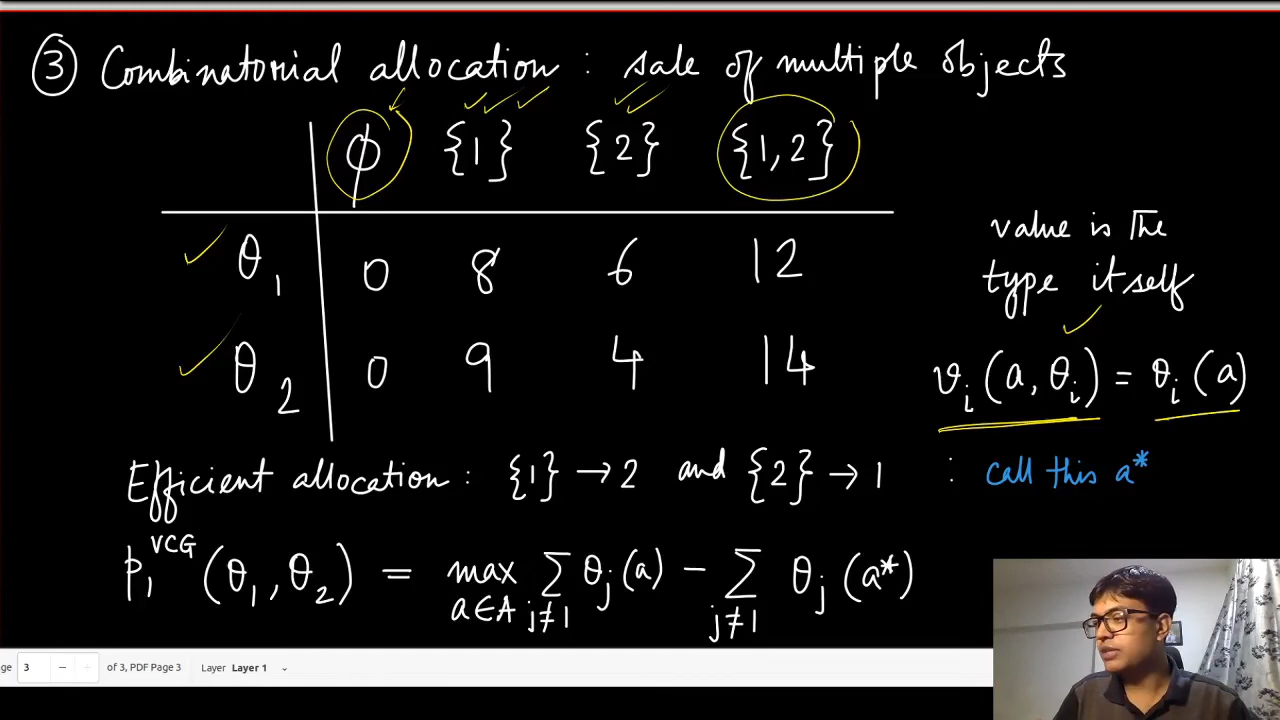 ③ Combinatorial allocation : sale of multiple objects
ϕ {1} {2} {1,2}
θ₁ 0 8 6 12
θ₂ 0 9 4 14
value is the
type itself
vᵢ(a, θᵢ) = θᵢ(a)
Efficient allocation : {1} → 2 and {2} → 1 : call this a*
p₁^VCG (θ₁, θ₂) = max_{a∈A} ∑_{j≠1} θⱼ(a) − ∑_{j≠1} θⱼ(a*)
ge 3 − + of 3, PDF Page 3 Layer Layer 1